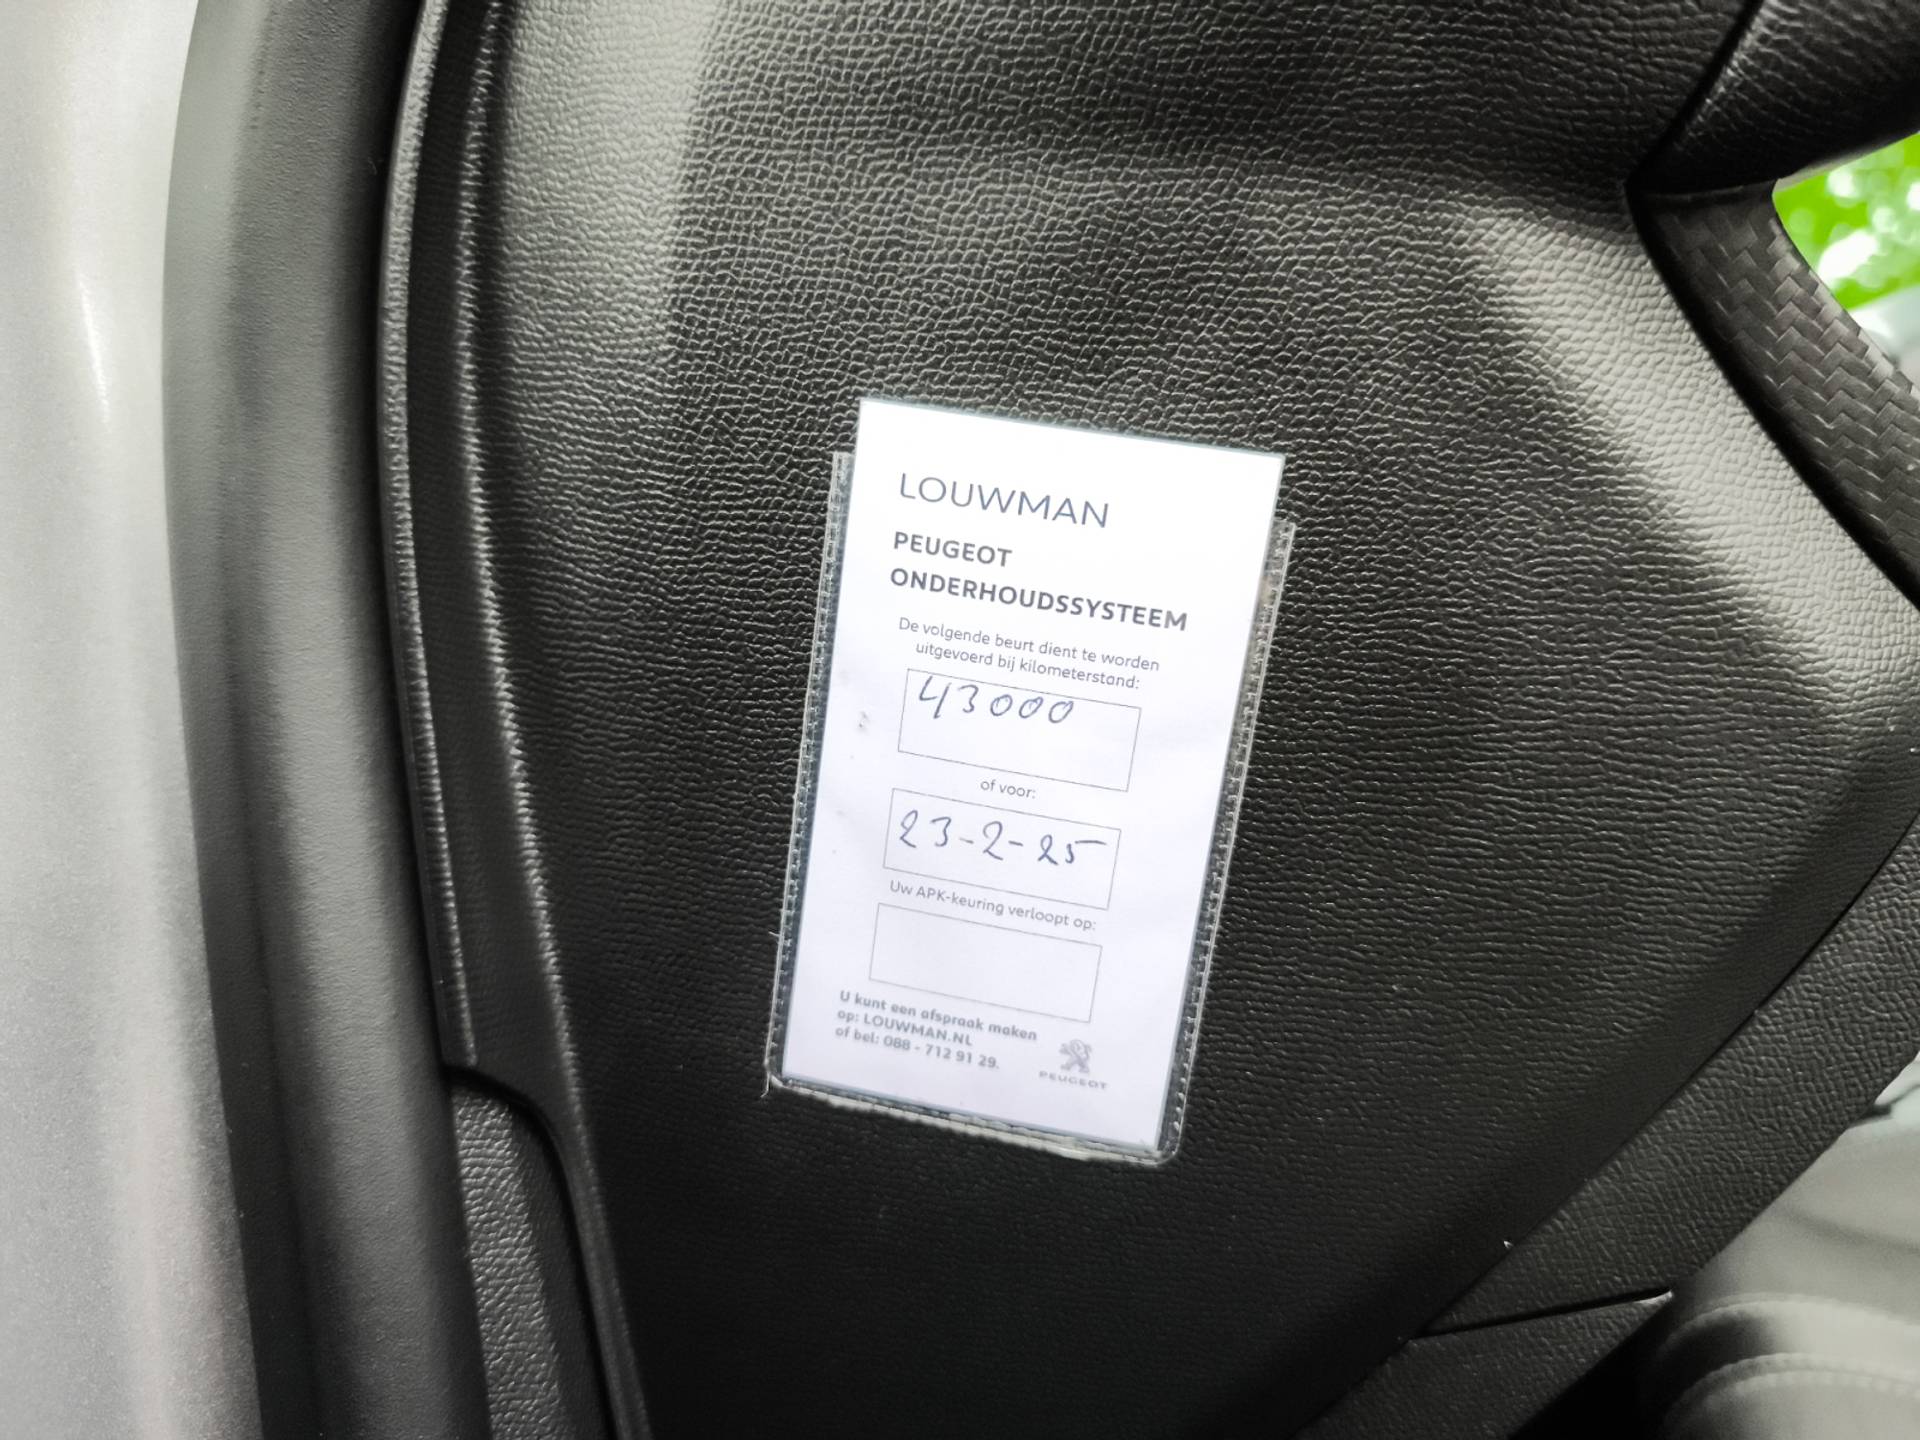 LOUWMAN
PEUGEOT
ONDERHOUDSSYSTEEM
De volgende beurt dient te worden
uitgevoerd bij kilometerstand:
43000
of voor:
23-2-25
Uw APK-keuring verloopt op:
U kunt een afspraak maken
op: LOUWMAN.NL
of bel: 088 - 712 91 29.
PEUGEOT